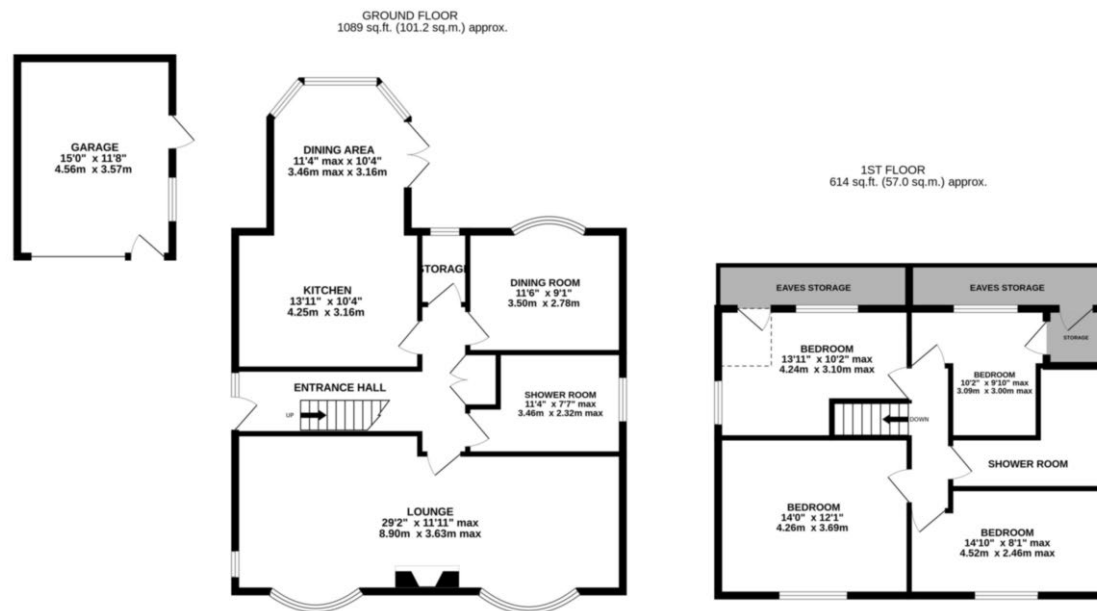 GROUND FLOOR
1089 sq.ft. (101.2 sq.m.) approx.
GARAGE
15'0" x 11'8"
4.56m x 3.57m
DINING AREA
11'4" max x 10'4"
3.46m max x 3.16m
STORAGE
DINING ROOM
11'6" x 9'1"
3.50m x 2.78m
KITCHEN
13'11" x 10'4"
4.25m x 3.16m
ENTRANCE HALL
UP
SHOWER ROOM
11'4" x 7'7" max
3.46m x 2.32m max
LOUNGE
29'2" x 11'11" max
8.90m x 3.63m max
1ST FLOOR
614 sq.ft. (57.0 sq.m.) approx.
EAVES STORAGE
EAVES STORAGE
STORAGE
BEDROOM
13'11" x 10'2" max
4.24m x 3.10m max
BEDROOM
10'2" x 9'10" max
3.09m x 3.00m max
DOWN
SHOWER ROOM
BEDROOM
14'0" x 12'1"
4.26m x 3.69m
BEDROOM
14'10" x 8'1" max
4.52m x 2.46m max